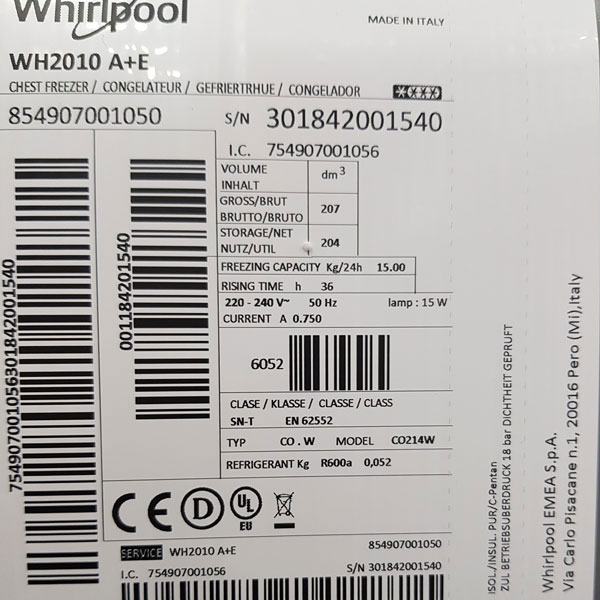 Whirlpool
MADE IN ITALY
WH2010 A+E
CHEST FREEZER / CONGELATEUR / GEFRIERTRHUE / CONGELADOR
854907001050
S/N 301842001540
I.C. 754907001056
VOLUME
INHALT
dm3
GROSS/BRUT
BRUTTO/BRUTO
207
STORAGE/NET
NUTZ/UTIL
204
FREEZING CAPACITY Kg/24h 15.00
RISING TIME h 36
220 - 240 V~ 50 Hz lamp : 15 W
CURRENT A 0.750
6052
CLASE / KLASSE / CLASSE / CLASS
SN-T EN 62552
TYP CO . W MODEL CO214W
REFRIGERANT Kg R600a 0,052
CE E D UL
EU
SERVICE WH2010 A+E 854907001050
I.C. 754907001056 S/N 301842001540
754907001056301842001540
001184201540
ISOL./INSUL. PUR/C-Pentan
ZUL BETRIEBSUBERDRUCK 18 bar DICHTHEIT GEPRUFT
Whirlpool EMEA S.p.A.
Via Carlo Pisacane n.1, 20016 Pero (Mi),Italy